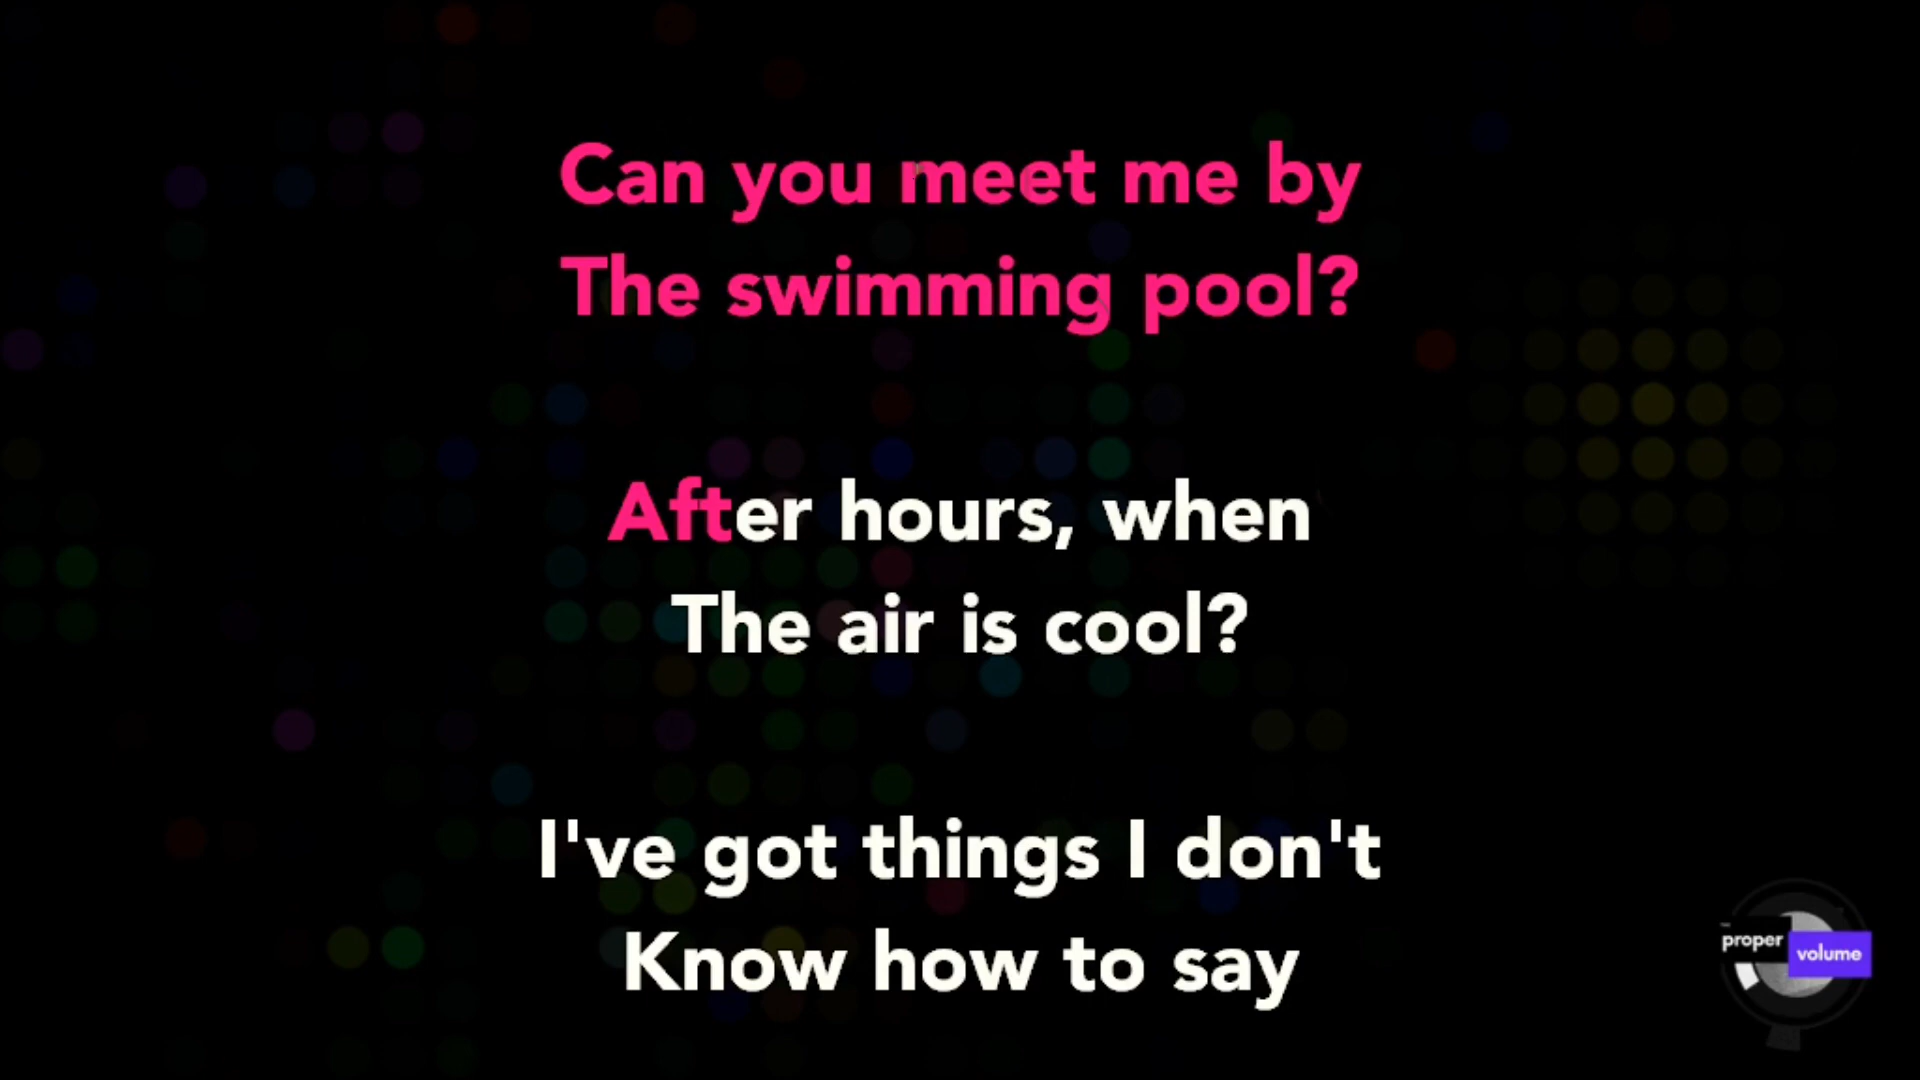 Can you meet me by
The swimming pool?
After hours, when
The air is cool?
I've got things I don't
Know how to say
proper
volume